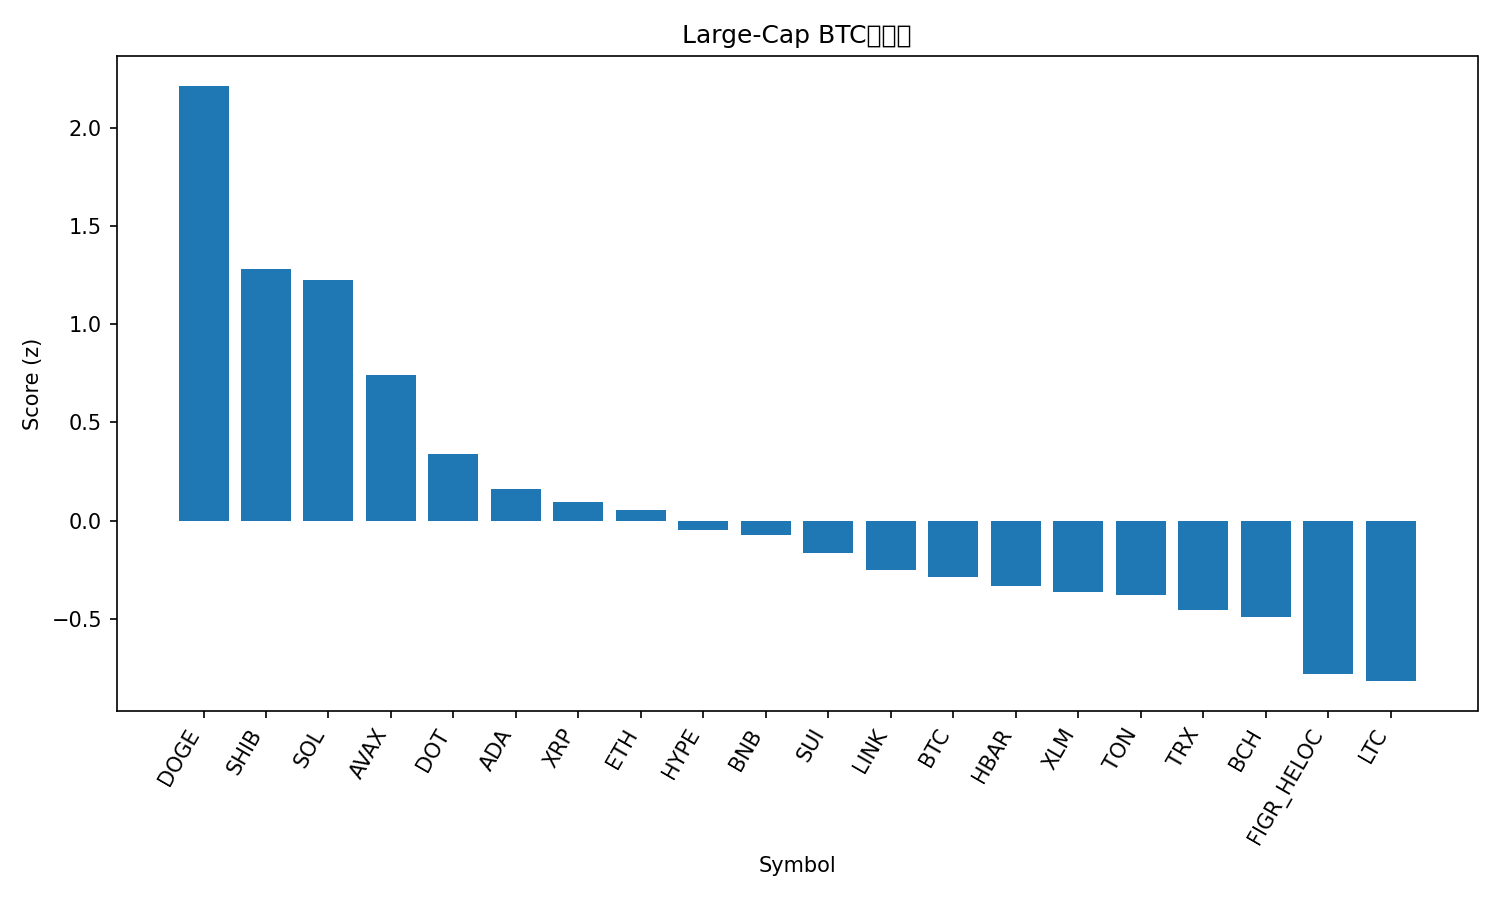 Large-Cap BTC
Score (z)
2.0
1.5
1.0
0.5
0.0
−0.5
DOGE
SHIB
SOL
AVAX
DOT
ADA
XRP
ETH
HYPE
BNB
SUI
LINK
BTC
HBAR
XLM
TON
TRX
BCH
FIGR_HELOC
LTC
Symbol